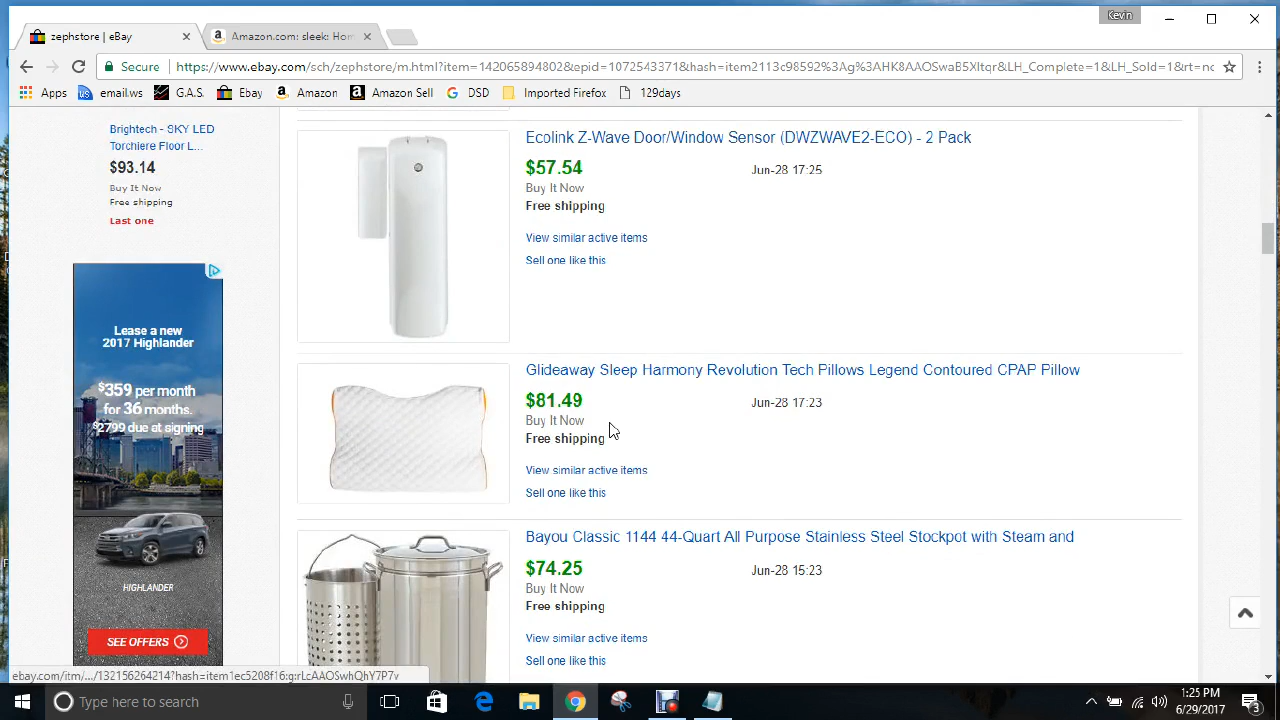 Kevin
zephstore | eBay
Amazon.com: sleek: Hom
Secure
https://www.ebay.com/sch/zephstore/m.html?item=142065894802&epid=1072543371&hash=item2113c98592%3Ag%3AHK8AAOSwaB5XItqr&LH_Complete=1&LH_Sold=1&rt=nc
Apps
email.ws
G.A.S.
Ebay
Amazon
Amazon Sell
DSD
Imported Firefox
129days
Brightech - SKY LED
Torchiere Floor L...
$93.14
Buy It Now
Free shipping
Last one
Lease a new
2017 Highlander
$359 per month
for 36 months.
$2799 due at signing
HIGHLANDER
SEE OFFERS
Ecolink Z-Wave Door/Window Sensor (DWZWAVE2-ECO) - 2 Pack
$57.54
Jun-28 17:25
Buy It Now
Free shipping
View similar active items
Sell one like this
Glideaway Sleep Harmony Revolution Tech Pillows Legend Contoured CPAP Pillow
$81.49
Jun-28 17:23
Buy It Now
Free shipping
View similar active items
Sell one like this
Bayou Classic 1144 44-Quart All Purpose Stainless Steel Stockpot with Steam and
$74.25
Jun-28 15:23
Buy It Now
Free shipping
View similar active items
Sell one like this
ebay.com/itm/.../132156264214?hash=item1ec5208f16:g:rLcAAOSwhQhY7P7v
Type here to search
1:25 PM
6/29/2017
3